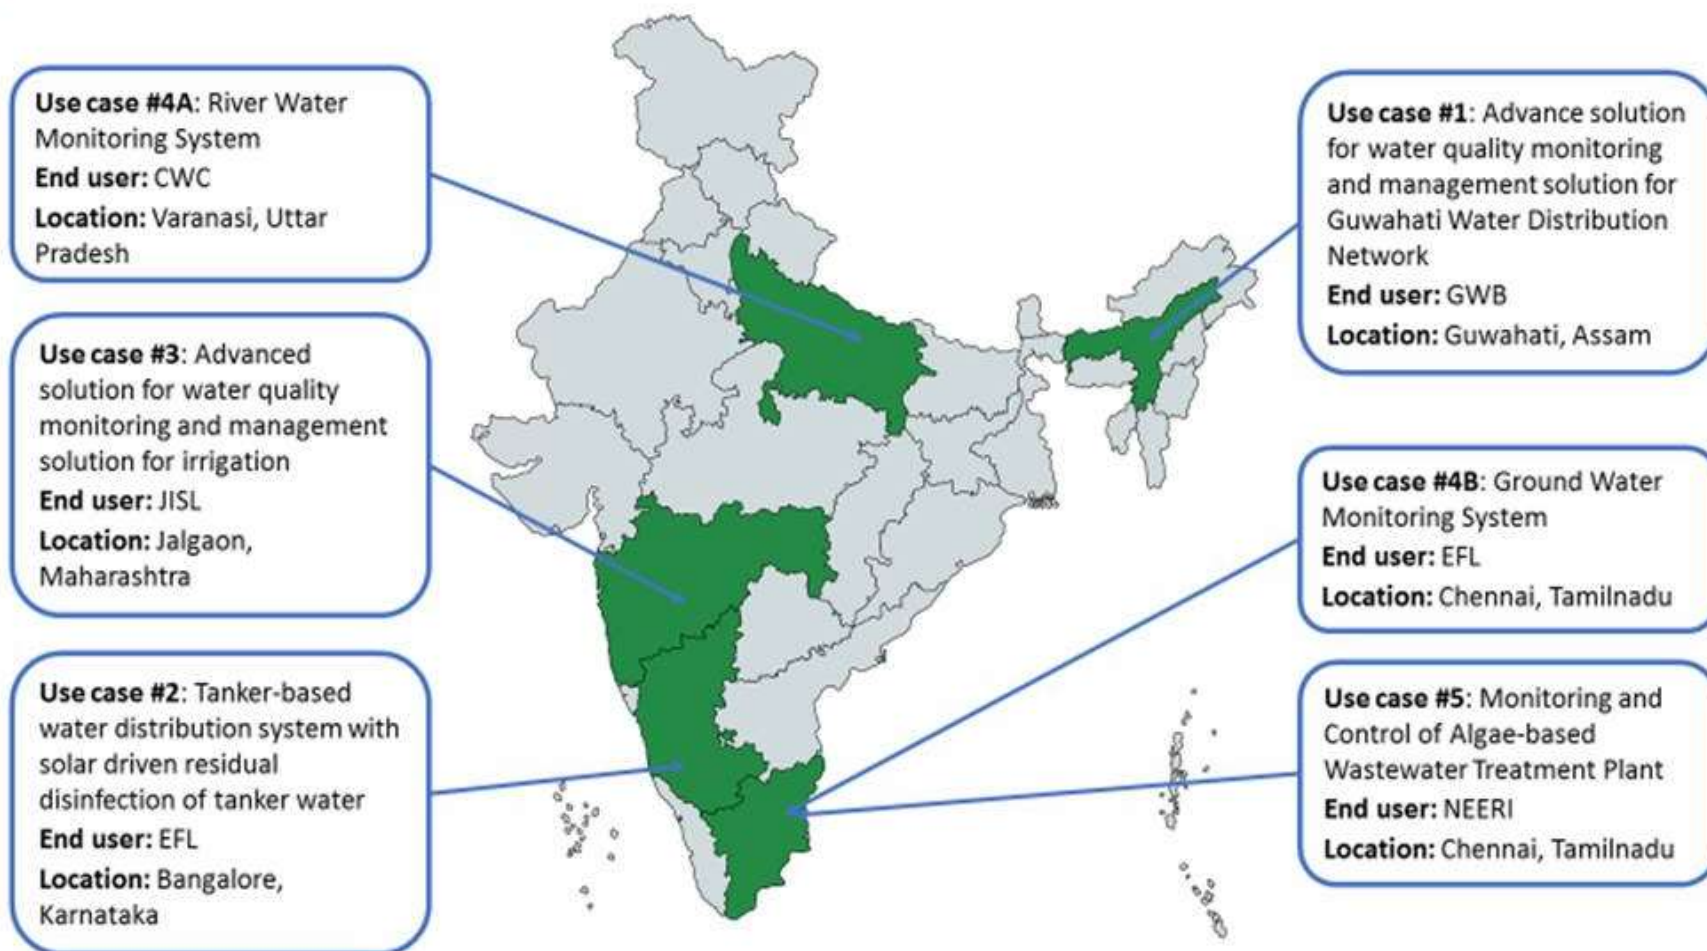 Use case #4A: River Water
Monitoring System
End user: CWC
Location: Varanasi, Uttar
Pradesh
Use case #3: Advanced
solution for water quality
monitoring and management
solution for irrigation
End user: JISL
Location: Jalgaon,
Maharashtra
Use case #2: Tanker-based
water distribution system with
solar driven residual
disinfection of tanker water
End user: EFL
Location: Bangalore,
Karnataka
Use case #1: Advance solution
for water quality monitoring
and management solution for
Guwahati Water Distribution
Network
End user: GWB
Location: Guwahati, Assam
Use case #4B: Ground Water
Monitoring System
End user: EFL
Location: Chennai, Tamilnadu
Use case #5: Monitoring and
Control of Algae-based
Wastewater Treatment Plant
End user: NEERI
Location: Chennai, Tamilnadu